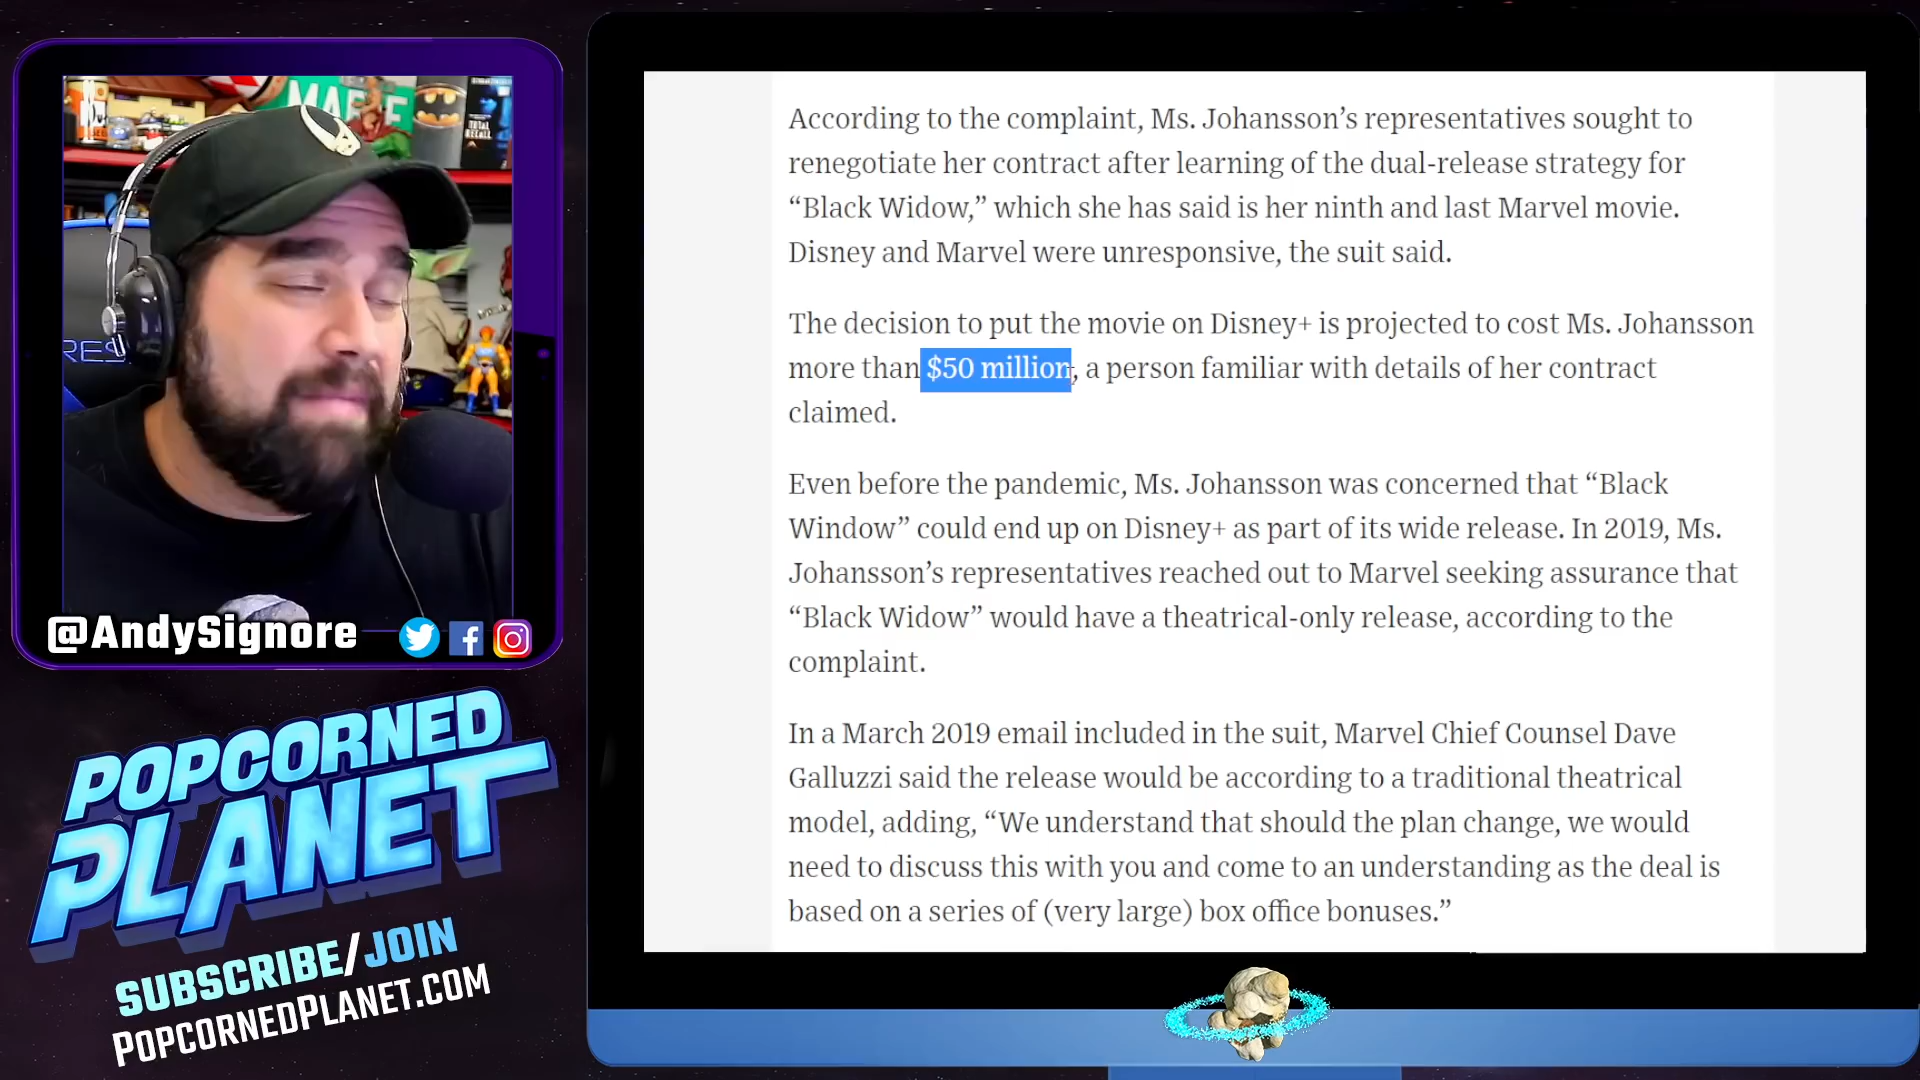 MARLE
TOTAL
RECALL
RES
@AndySignore
POPCORNED
PLANET
SUBSCRIBE/JOIN
POPCORNEDPLANET.COM
According to the complaint, Ms. Johansson’s representatives sought to
renegotiate her contract after learning of the dual-release strategy for
“Black Widow,” which she has said is her ninth and last Marvel movie.
Disney and Marvel were unresponsive, the suit said.
The decision to put the movie on Disney+ is projected to cost Ms. Johansson
more than $50 million, a person familiar with details of her contract
claimed.
Even before the pandemic, Ms. Johansson was concerned that “Black
Window” could end up on Disney+ as part of its wide release. In 2019, Ms.
Johansson’s representatives reached out to Marvel seeking assurance that
“Black Widow” would have a theatrical-only release, according to the
complaint.
In a March 2019 email included in the suit, Marvel Chief Counsel Dave
Galluzzi said the release would be according to a traditional theatrical
model, adding, “We understand that should the plan change, we would
need to discuss this with you and come to an understanding as the deal is
based on a series of (very large) box office bonuses.”